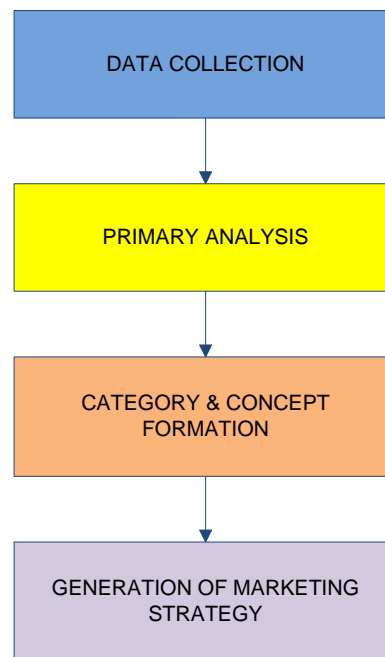 DATA COLLECTION
PRIMARY ANALYSIS
CATEGORY & CONCEPT
FORMATION
GENERATION OF MARKETING
STRATEGY